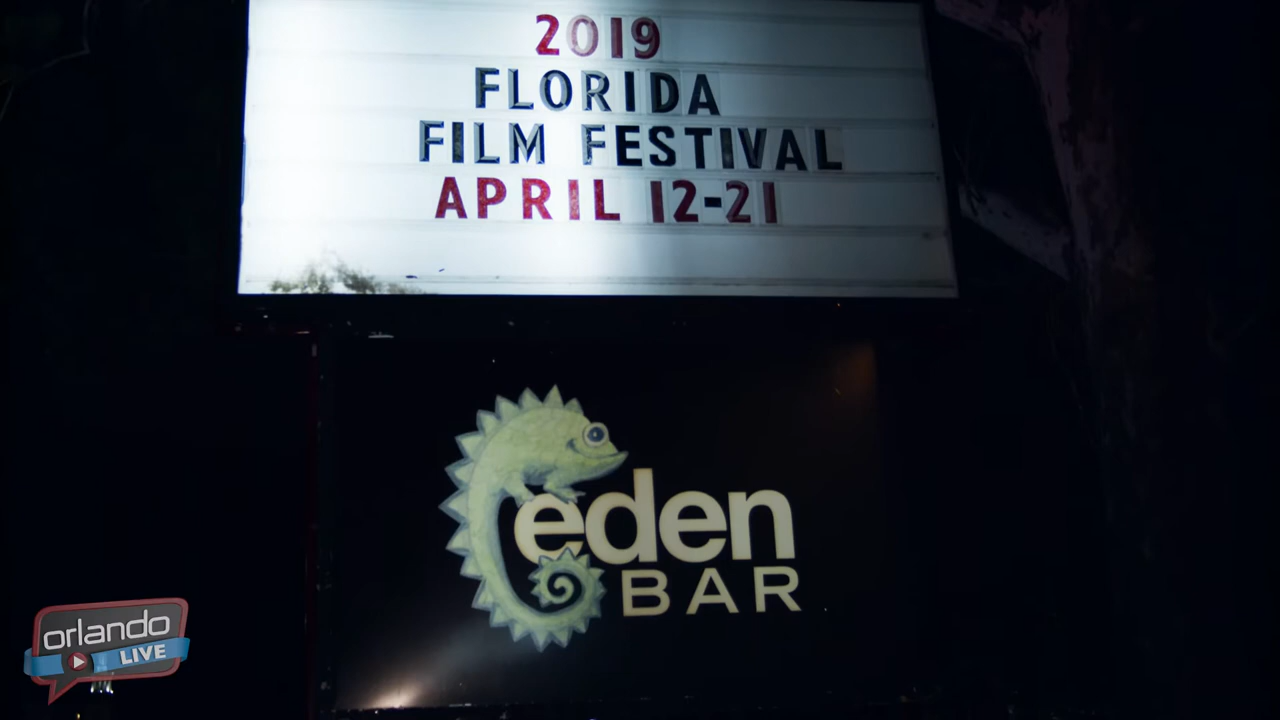 2019
FLORIDA
FILM FESTIVAL
APRIL 12-21
eden
BAR
orlando
LIVE